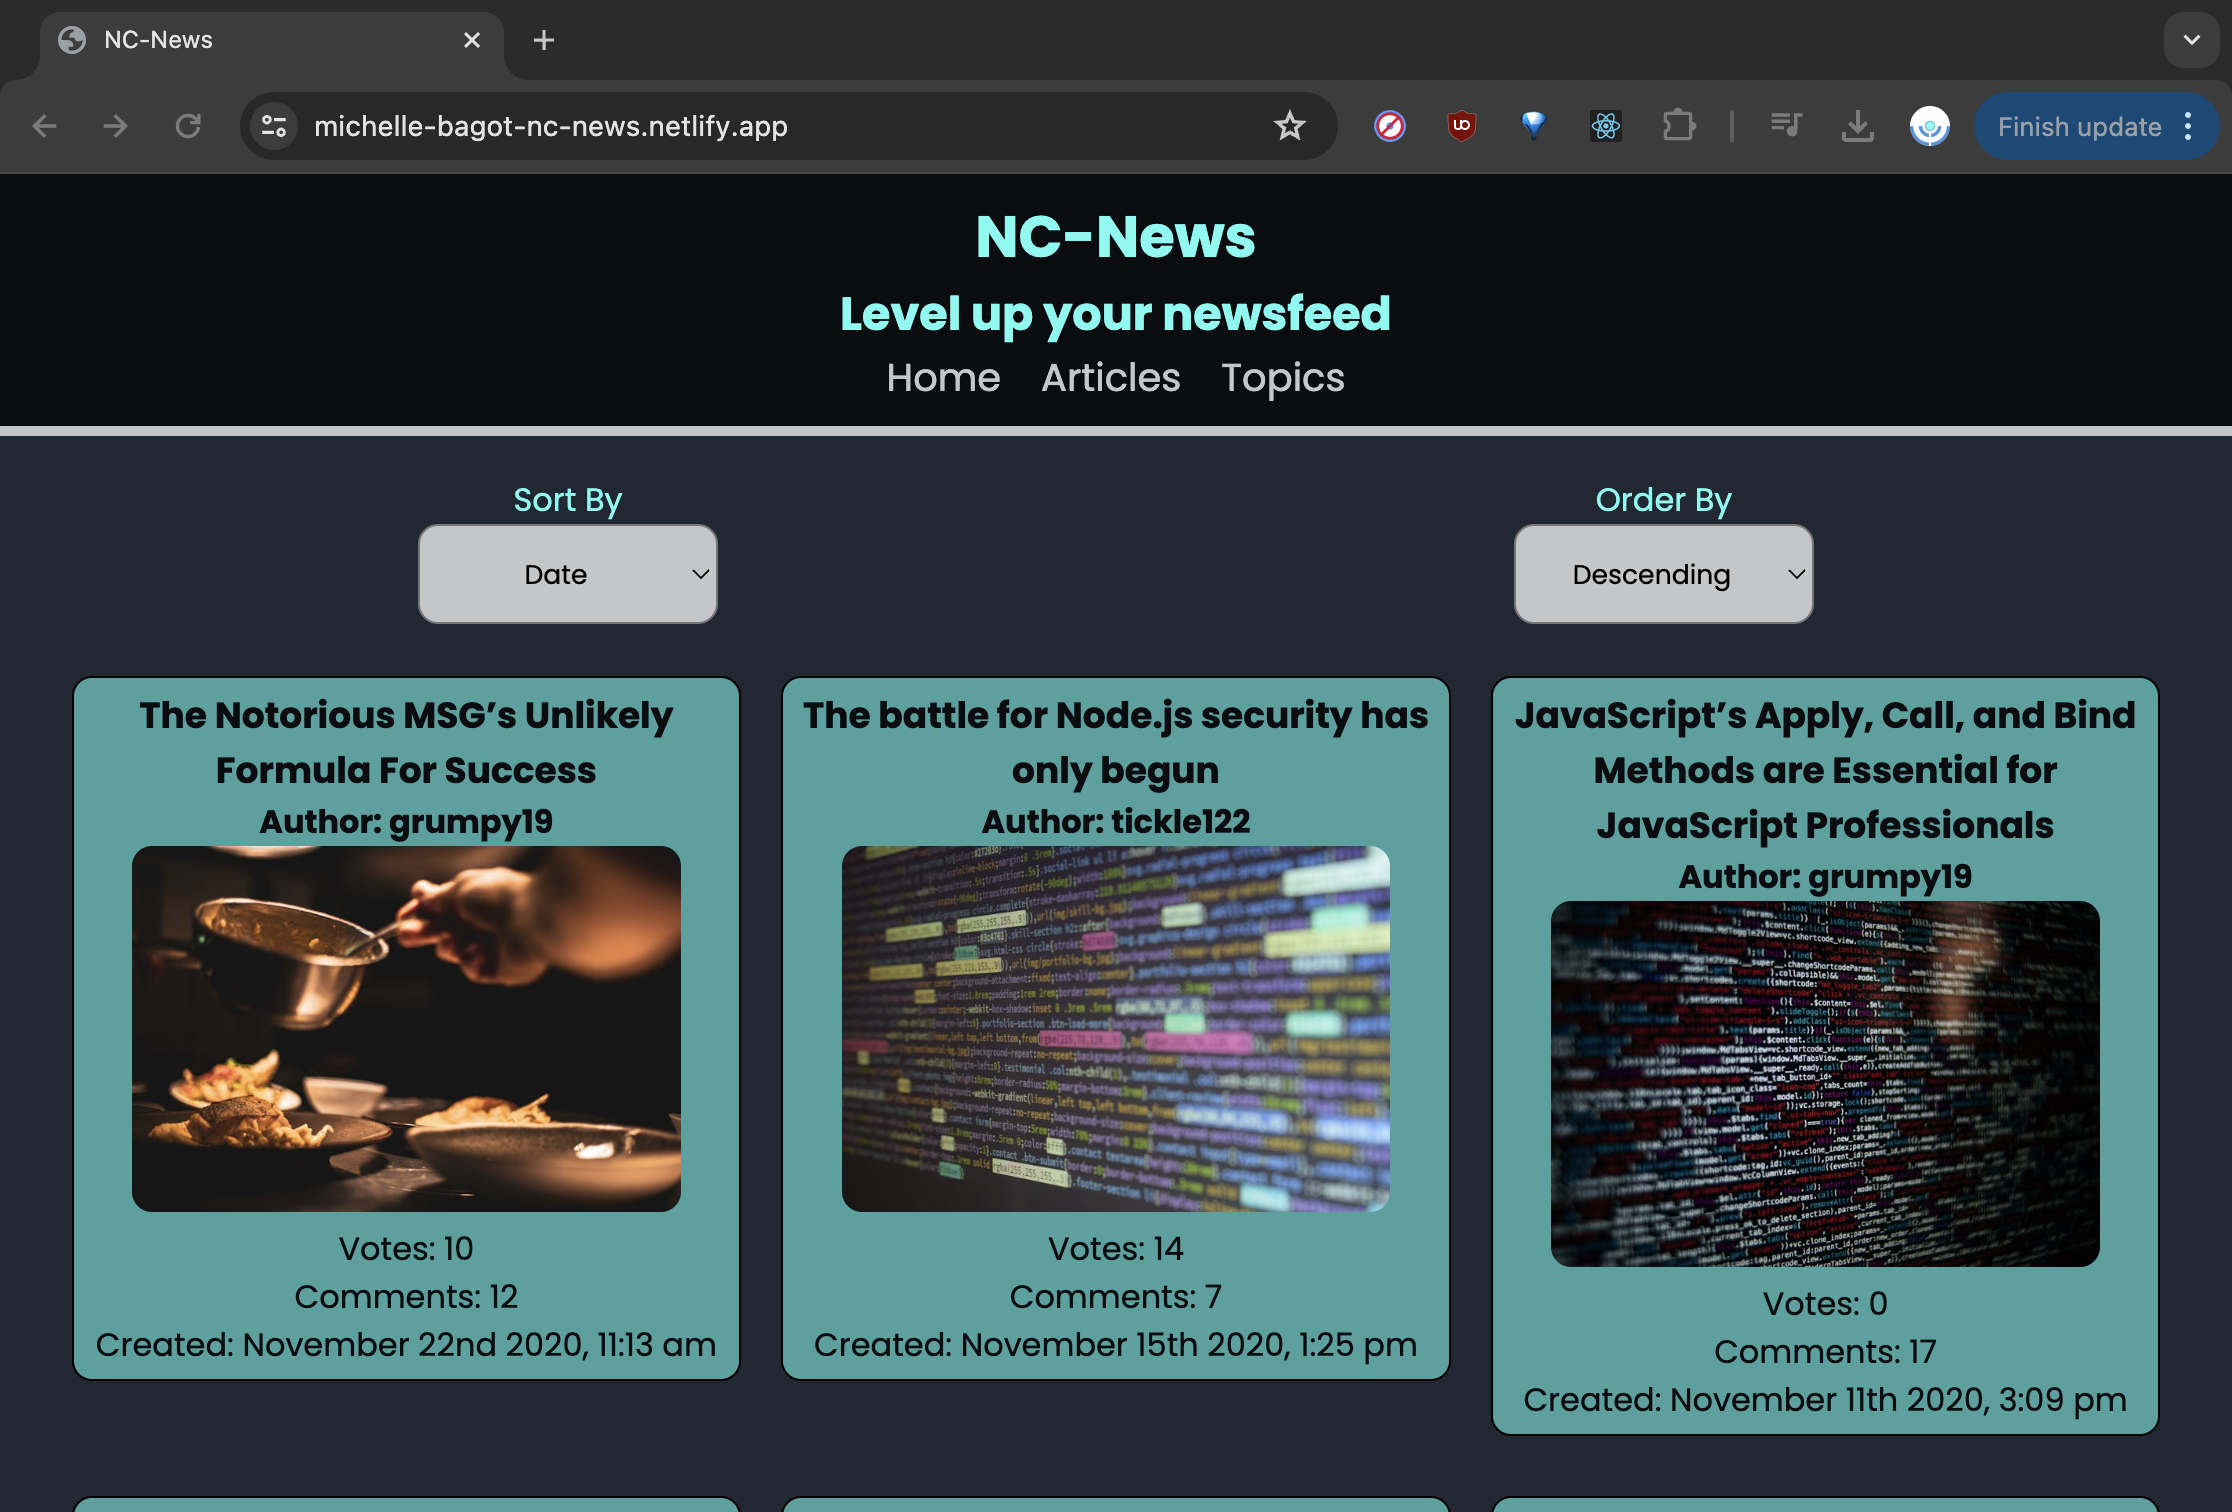 NC-News
michelle-bagot-nc-news.netlify.app
Finish update
NC-News
Level up your newsfeed
Home Articles Topics
Sort By
Order By
Date
Descending
The Notorious MSG’s Unlikely
Formula For Success
Author: grumpy19
Votes: 10
Comments: 12
Created: November 22nd 2020, 11:13 am
The battle for Node.js security has
only begun
Author: tickle122
Votes: 14
Comments: 7
Created: November 15th 2020, 1:25 pm
JavaScript’s Apply, Call, and Bind
Methods are Essential for
JavaScript Professionals
Author: grumpy19
Votes: 0
Comments: 17
Created: November 11th 2020, 3:09 pm